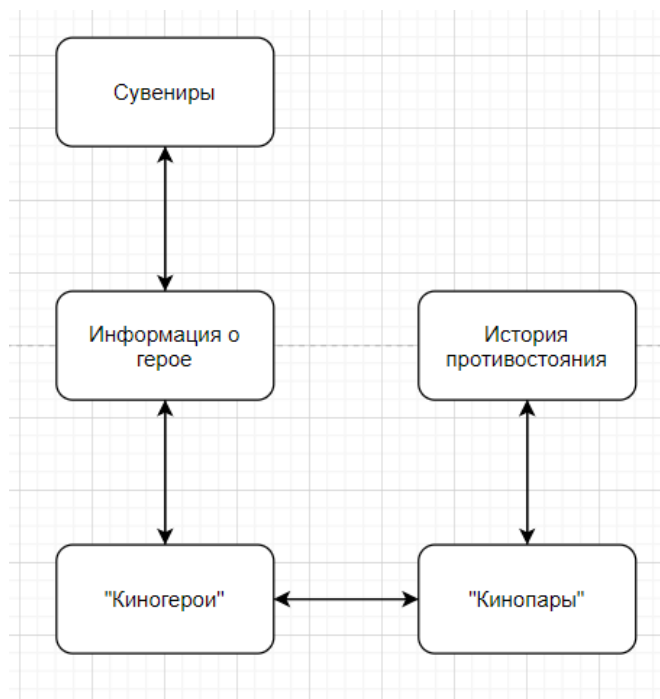 Сувениры
Информация о
герое
История
противостояния
"Киногерои"
"Кинопары"